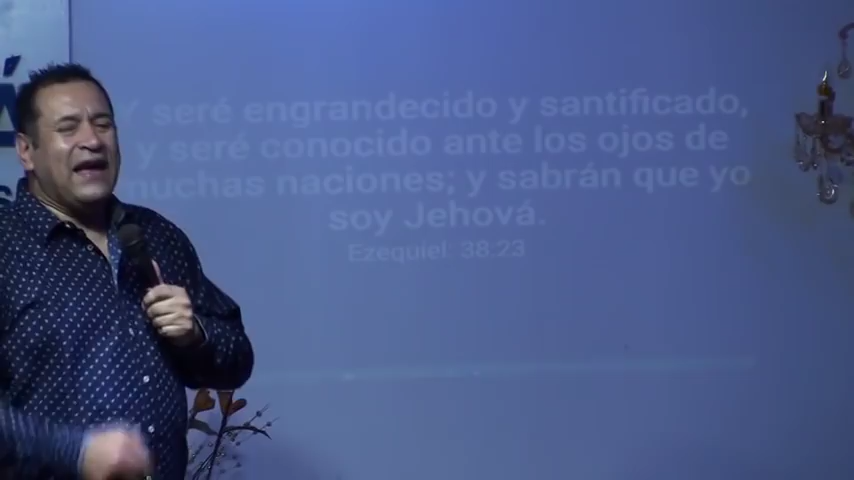 Y seré engrandecido y santificado,
y seré conocido ante los ojos de
muchas naciones; y sabrán que yo
soy Jehová.
Ezequiel 38:23